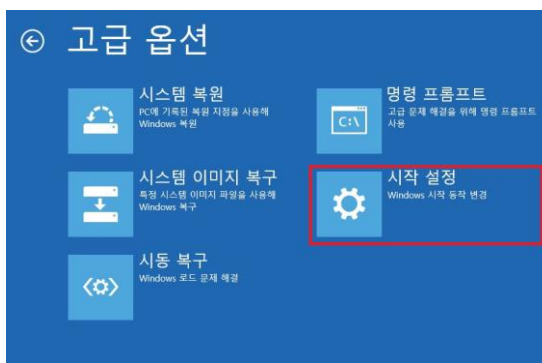 고급 옵션
시스템 복원
PC에 기록된 복원 지점을 사용해
Windows 복원
시스템 이미지 복구
특정 시스템 이미지 파일을 사용해
Windows 복구
시동 복구
Windows 로드 문제 해결
C:\
명령 프롬프트
고급 문제 해결을 위해 명령 프롬프트
사용
시작 설정
Windows 시작 동작 변경